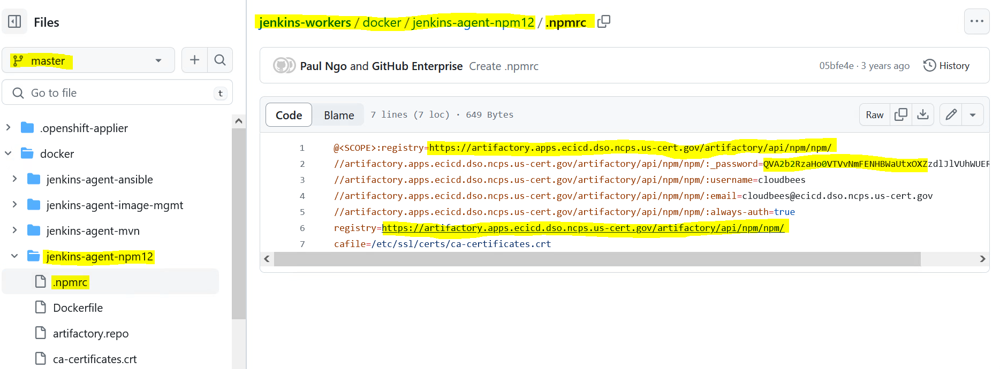 Files
jenkins-workers / docker / jenkins-agent-npm12 / .npmrc
master
Go to file
t
Paul Ngo and GitHub Enterprise Create .npmrc
05bfe4e · 3 years ago
History
.openshift-applier
docker
jenkins-agent-ansible
jenkins-agent-image-mgmt
jenkins-agent-mvn
jenkins-agent-npm12
.npmrc
Dockerfile
artifactory.repo
ca-certificates.crt
Code Blame 7 lines (7 loc) · 649 Bytes
Raw
1 @<SCOPE>:registry=https://artifactory.apps.ecicd.dso.ncps.us-cert.gov/artifactory/api/npm/npm/
2 //artifactory.apps.ecicd.dso.ncps.us-cert.gov/artifactory/api/npm/npm/:_password=
3 //artifactory.apps.ecicd.dso.ncps.us-cert.gov/artifactory/api/npm/npm/:username=cloudbees
4 //artifactory.apps.ecicd.dso.ncps.us-cert.gov/artifactory/api/npm/npm/:email=cloudbees@ecicd.dso.ncps.us-cert.gov
5 //artifactory.apps.ecicd.dso.ncps.us-cert.gov/artifactory/api/npm/npm/:always-auth=true
6 registry=https://artifactory.apps.ecicd.dso.ncps.us-cert.gov/artifactory/api/npm/npm/
7 cafile=/etc/ssl/certs/ca-certificates.crt